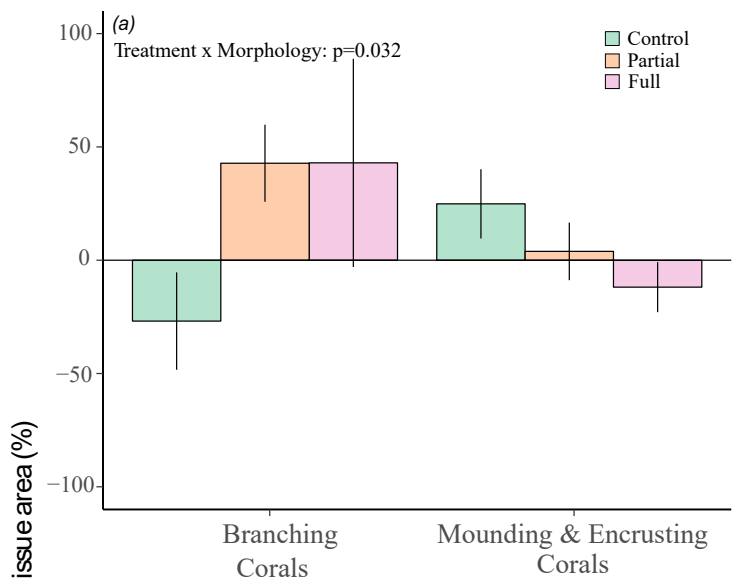 (a)
Treatment x Morphology: p=0.032
Control
Partial
Full
100
50
0
−50
−100
issue area (%)
Branching
Corals
Mounding & Encrusting
Corals